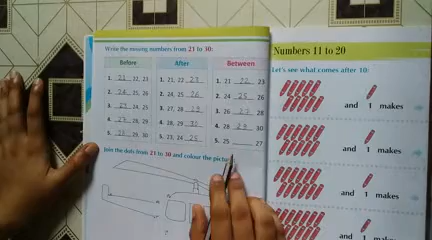 Write the missing numbers from 21 to 30:
Before After Between
1. 21, 22, 23 1. 21, 22, 23 1. 21 22 23
2. 24, 25, 26 2. 24, 25, 26 2. 24 25 26
3. 23, 24, 25 3. 27, 28, 29 3. 26 27 28
4. 27, 28, 29 4. 28, 29, 30 4. 28 29 30
5. 28, 29, 30 5. 23, 24, 25 5. 25 27
Join the dots from 21 to 30 and colour the
Numbers 11 to 20
Let's see what comes after 10:
and 1 makes
and 1 makes
and 1 makes
and 1 makes